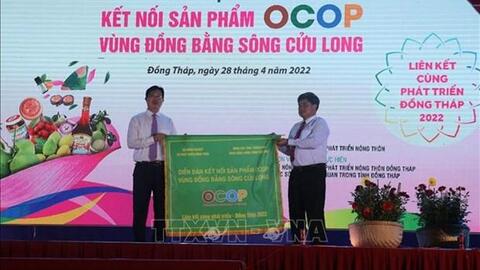 KẾT NỐI SẢN PHẨM OCOP
VÙNG ĐỒNG BẰNG SÔNG CỬU LONG
Đồng Tháp, ngày 28 tháng 4 năm 2022
LIÊN KẾT
CÙNG
PHÁT TRIỂN
ĐỒNG THÁP
2022
DIỄN ĐÀN KẾT NỐI SẢN PHẨM OCOP
VÙNG ĐỒNG BẰNG SÔNG CỬU LONG
OCOP
Liên kết cùng phát triển - Đồng Tháp 2022
PHÁT TRIỂN NÔNG THÔN
THỰC HIỆN
PHÁT TRIỂN NÔNG THÔN ĐỒNG THÁP
QUAN TRONG TỈNH ĐỒNG THÁP